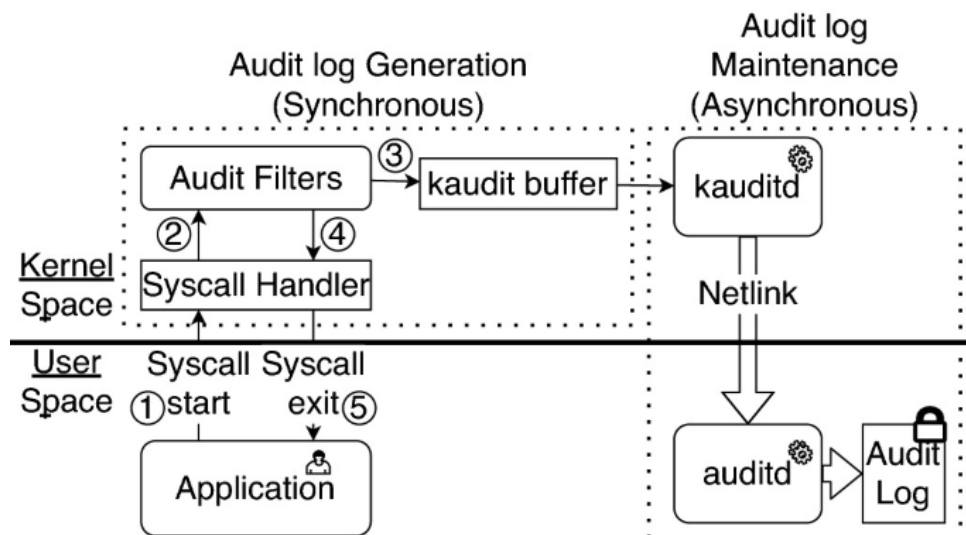 Audit log Generation
(Synchronous)
Audit log
Maintenance
(Asynchronous)
Audit Filters
③
kaudit buffer
kauditd
②
④
Kernel
Space
Syscall Handler
Netlink
User
Space
Syscall
①start
Syscall
exit⑤
Application
auditd
Audit
Log